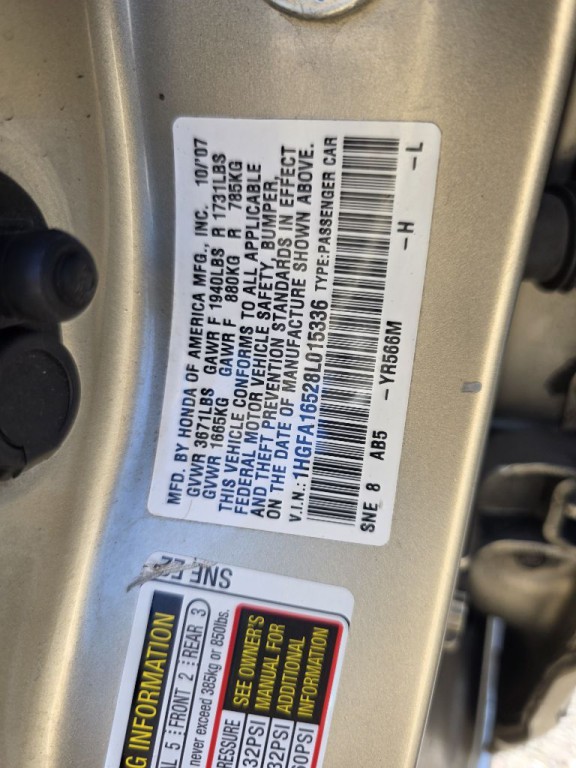 MFD. BY HONDA OF AMERICA MFG., INC. 10/'07
GVWR 3671LBS GAWR F 1940LBS R 1731LBS
GVWR 1665KG GAWR F 880KG R 785KG
THIS VEHICLE CONFORMS TO ALL APPLICABLE
FEDERAL MOTOR VEHICLE SAFETY, BUMPER,
AND THEFT PREVENTION STANDARDS IN EFFECT
ON THE DATE OF MANUFACTURE SHOWN ABOVE.
V.I.N.: 1HGFA16528L015336 TYPE:PASSENGER CAR
SNE 8 AB5 -YR566M -H -L
SNT
G INFORMATION
AL 5 FRONT 2 REAR 3
never exceed 385kg or 850lbs.
RESSURE SEE OWNER'S
32PSI MANUAL FOR
32PSI ADDITIONAL
60PSI INFORMATION